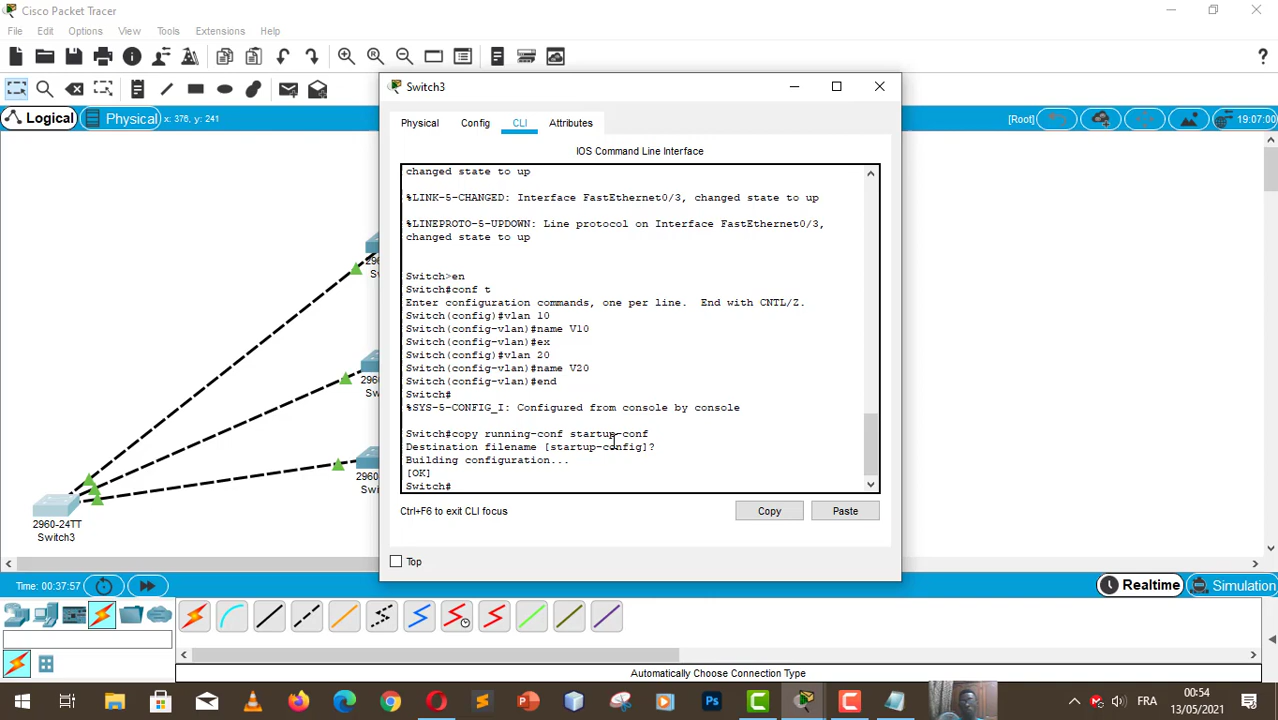 Cisco Packet Tracer
File Edit Options View Tools Extensions Help
?
Logical
Physical x: 376, y: 241
[Root]
19:07:00
Switch3
Physical Config CLI Attributes
IOS Command Line Interface
changed state to up
%LINK-5-CHANGED: Interface FastEthernet0/3, changed state to up
%LINEPROTO-5-UPDOWN: Line protocol on Interface FastEthernet0/3,
changed state to up
Switch>en
Switch#conf t
Enter configuration commands, one per line. End with CNTL/Z.
Switch(config)#vlan 10
Switch(config-vlan)#name V10
Switch(config-vlan)#ex
Switch(config)#vlan 20
Switch(config-vlan)#name V20
Switch(config-vlan)#end
Switch#
%SYS-5-CONFIG_I: Configured from console by console
Switch#copy running-conf startup-conf
Destination filename [startup-config]?
Building configuration...
[OK]
Switch#
Ctrl+F6 to exit CLI focus
Copy Paste
Top
2960-24TT
Switch3
Time: 00:37:57
Realtime
Simulation
Automatically Choose Connection Type
FRA
00:54
13/05/2021